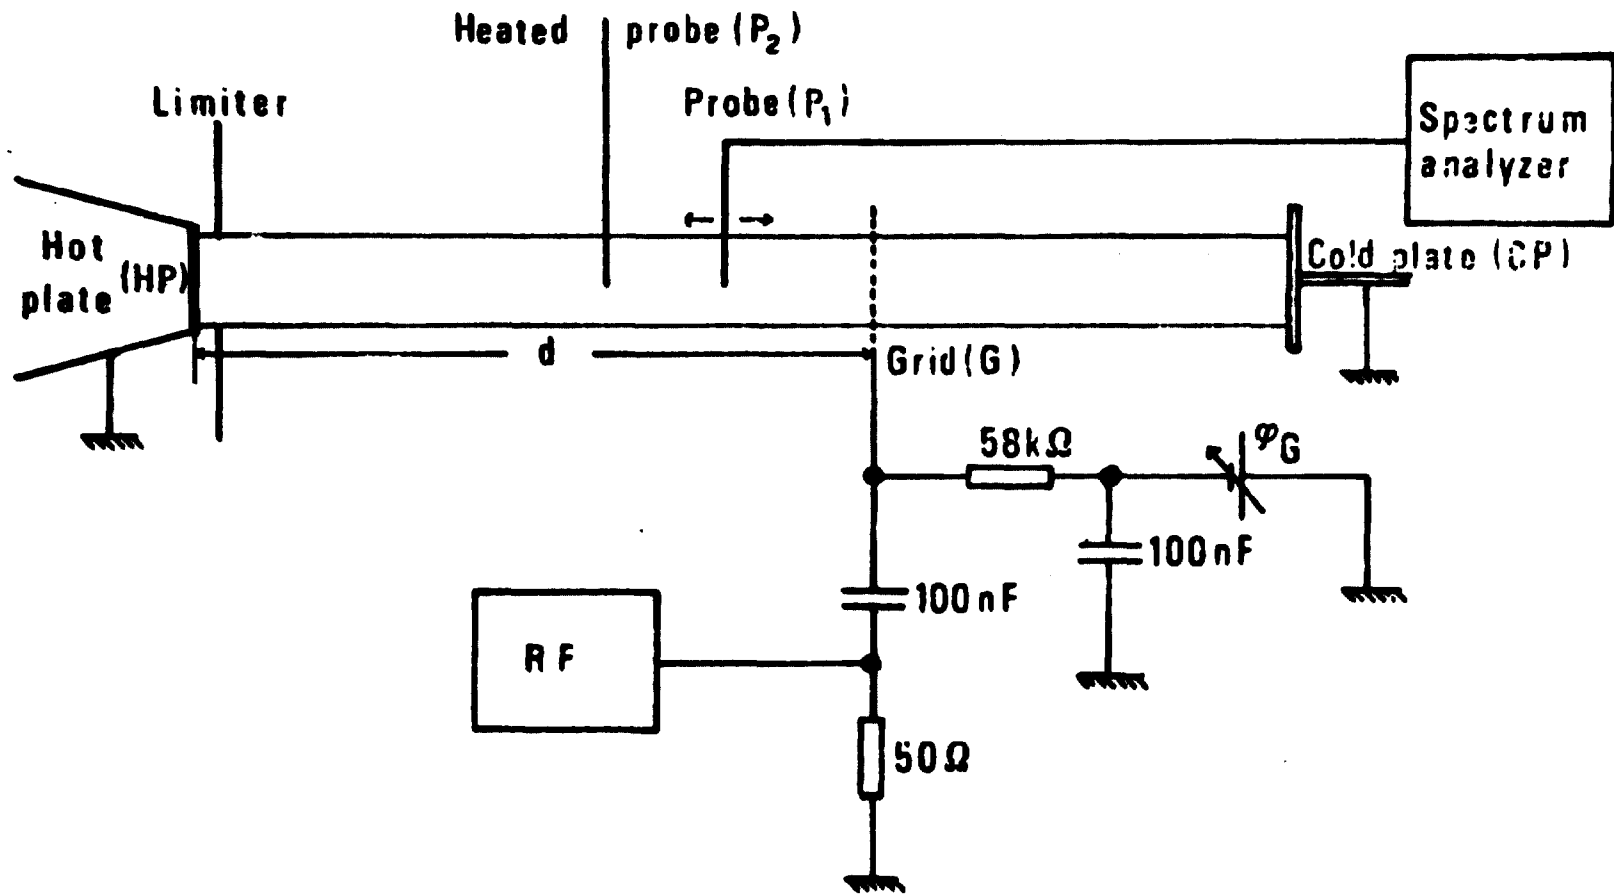 Heated probe (P2)
Limiter
Probe (P1)
Spectrum
analyzer
Hot
plate (HP)
Cold plate (CP)
d
Grid (G)
58kΩ
φG
100nF
100nF
RF
50Ω